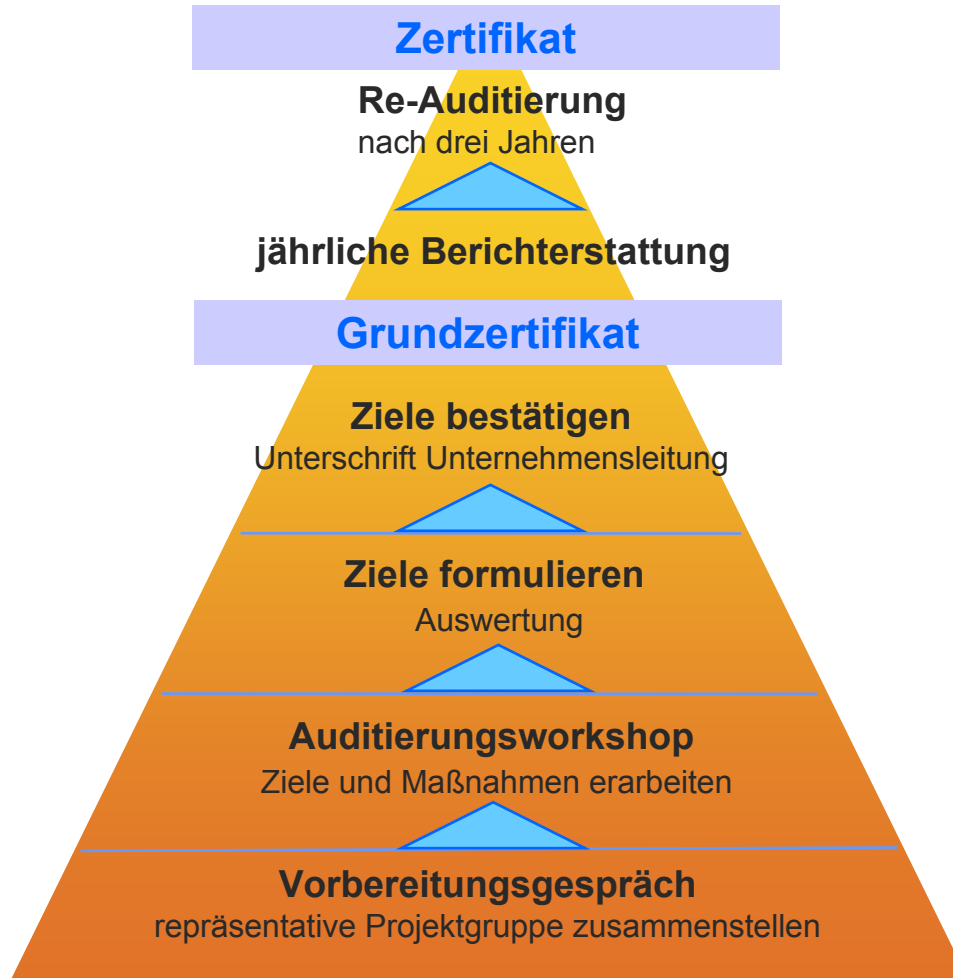 Zertifikat
Re-Auditierung
nach drei Jahren
jährliche Berichterstattung
Grundzertifikat
Ziele bestätigen
Unterschrift Unternehmensleitung
Ziele formulieren
Auswertung
Auditierungsworkshop
Ziele und Maßnahmen erarbeiten
Vorbereitungsgespräch
repräsentative Projektgruppe zusammenstellen